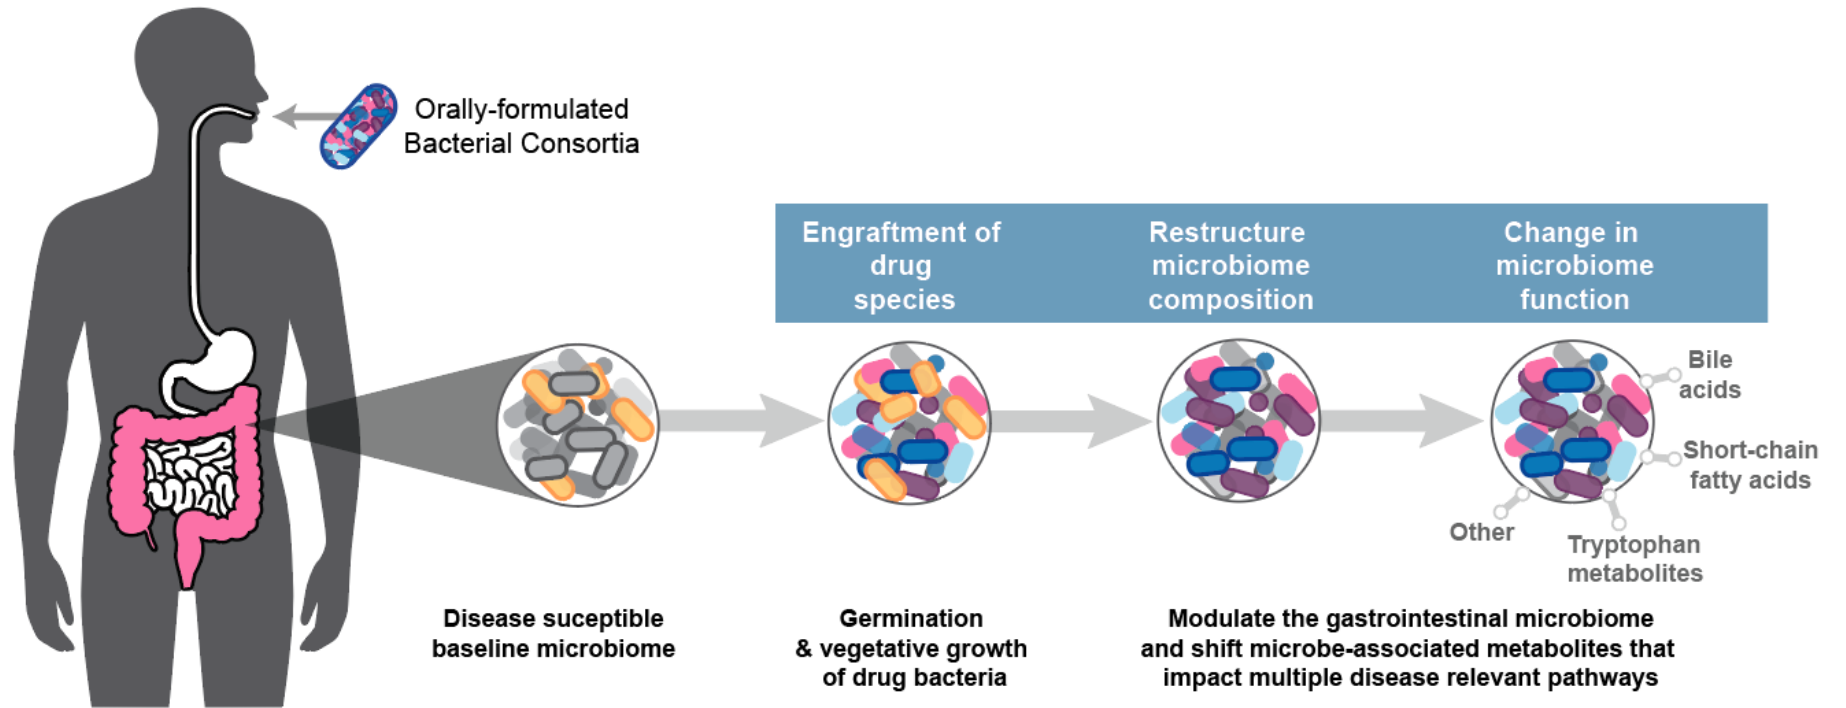 Orally-formulated
Bacterial Consortia
Engraftment of
drug
species
Restructure
microbiome
composition
Change in
microbiome
function
Bile
acids
Short-chain
fatty acids
Other
Tryptophan
metabolites
Disease suceptible
baseline microbiome
Germination
& vegetative growth
of drug bacteria
Modulate the gastrointestinal microbiome
and shift microbe-associated metabolites that
impact multiple disease relevant pathways